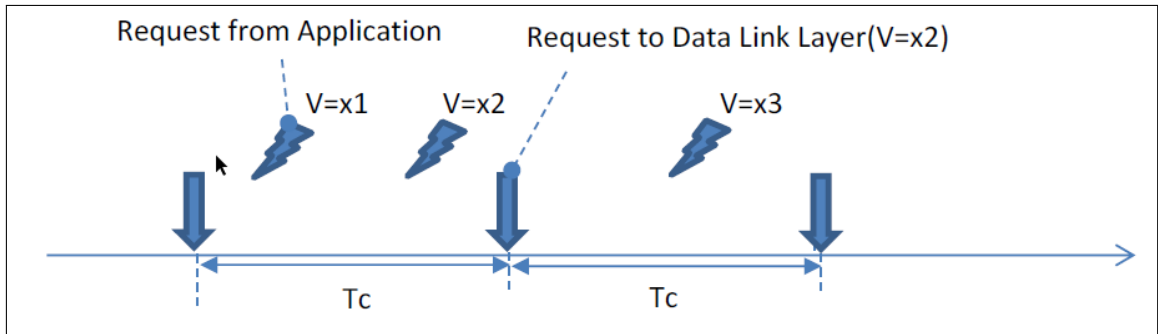 Request from Application
Request to Data Link Layer(V=x2)
V=x1
V=x2
V=x3
Tc
Tc